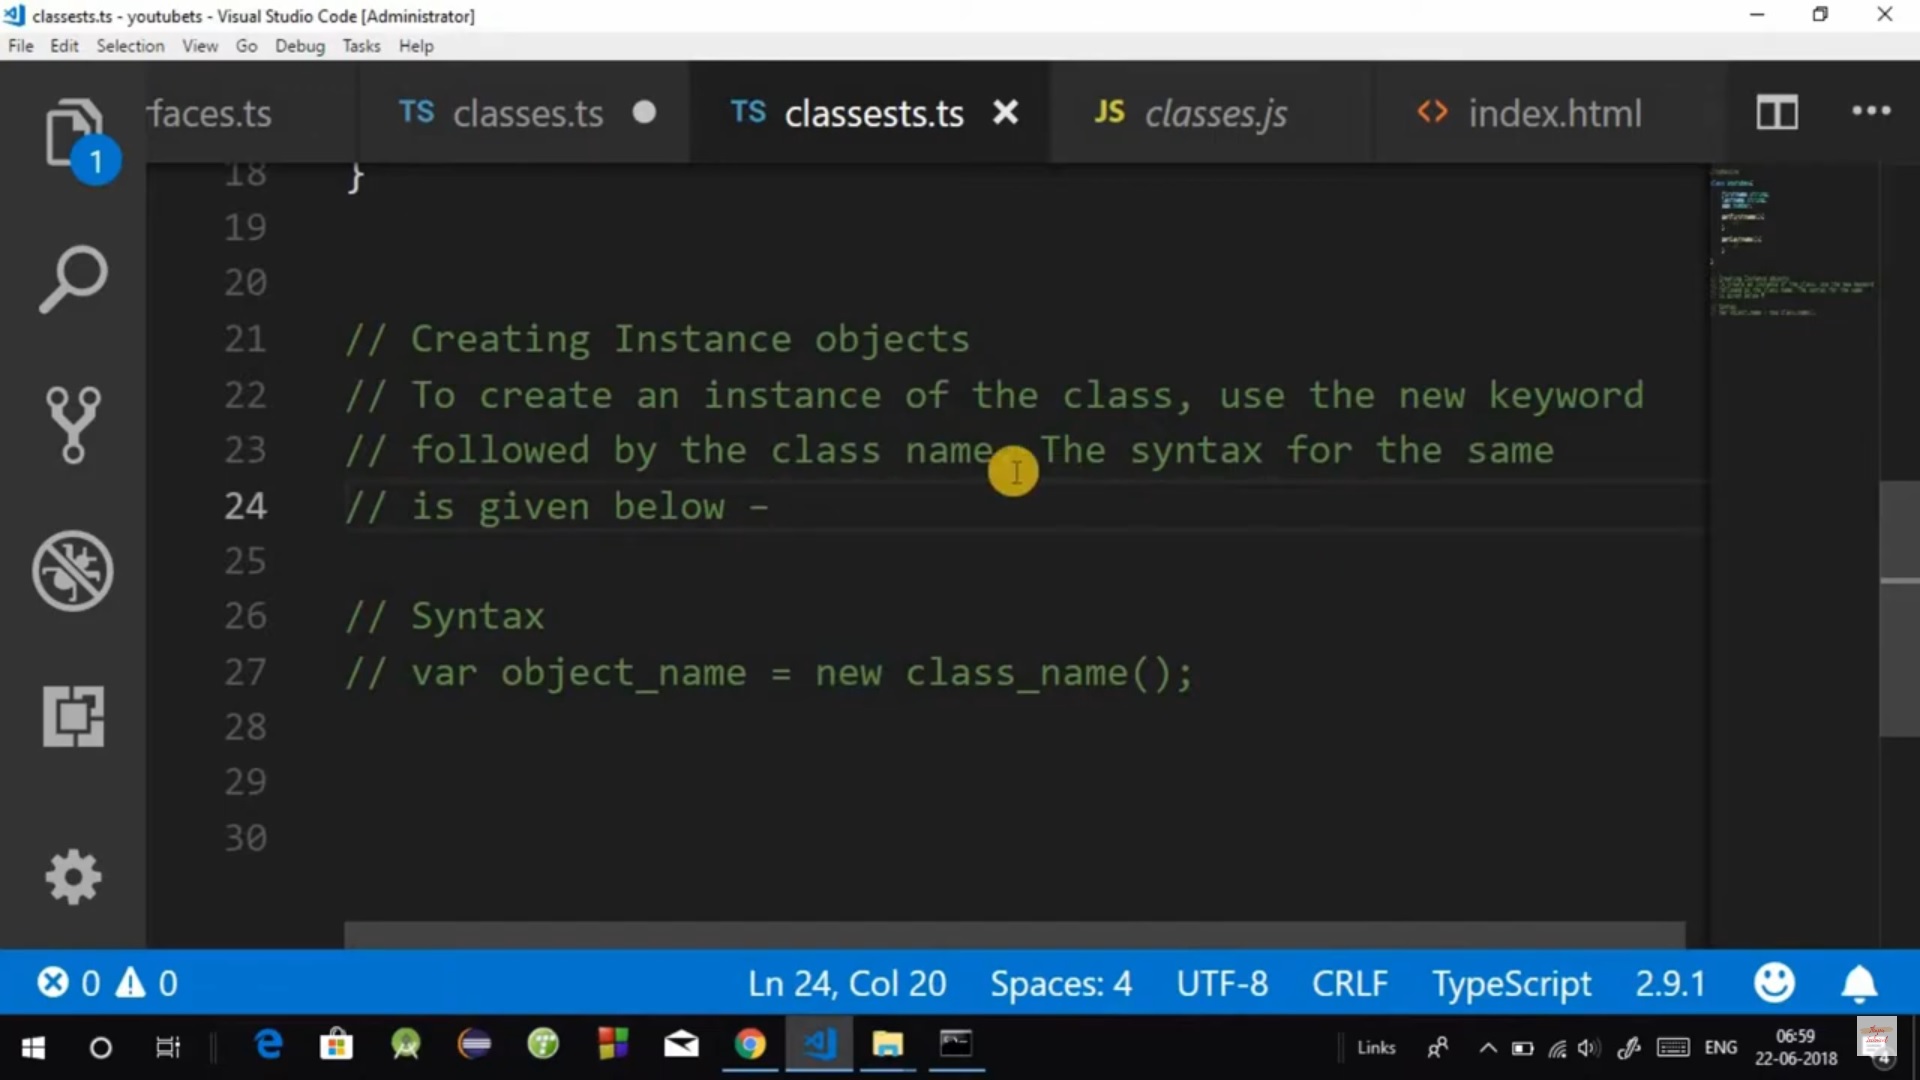 classests.ts - youtubets - Visual Studio Code [Administrator]
File Edit Selection View Go Debug Tasks Help
1
rfaces.ts TS classes.ts TS classests.ts JS classes.js <> index.html
18 }
19
20
21 // Creating Instance objects
22 // To create an instance of the class, use the new keyword
23 // followed by the class name. The syntax for the same
24 // is given below –
25
26 // Syntax
27 // var object_name = new class_name();
28
29
30
0 0 Ln 24, Col 20 Spaces: 4 UTF-8 CRLF TypeScript 2.9.1
Links ENG 06:59
22-06-2018